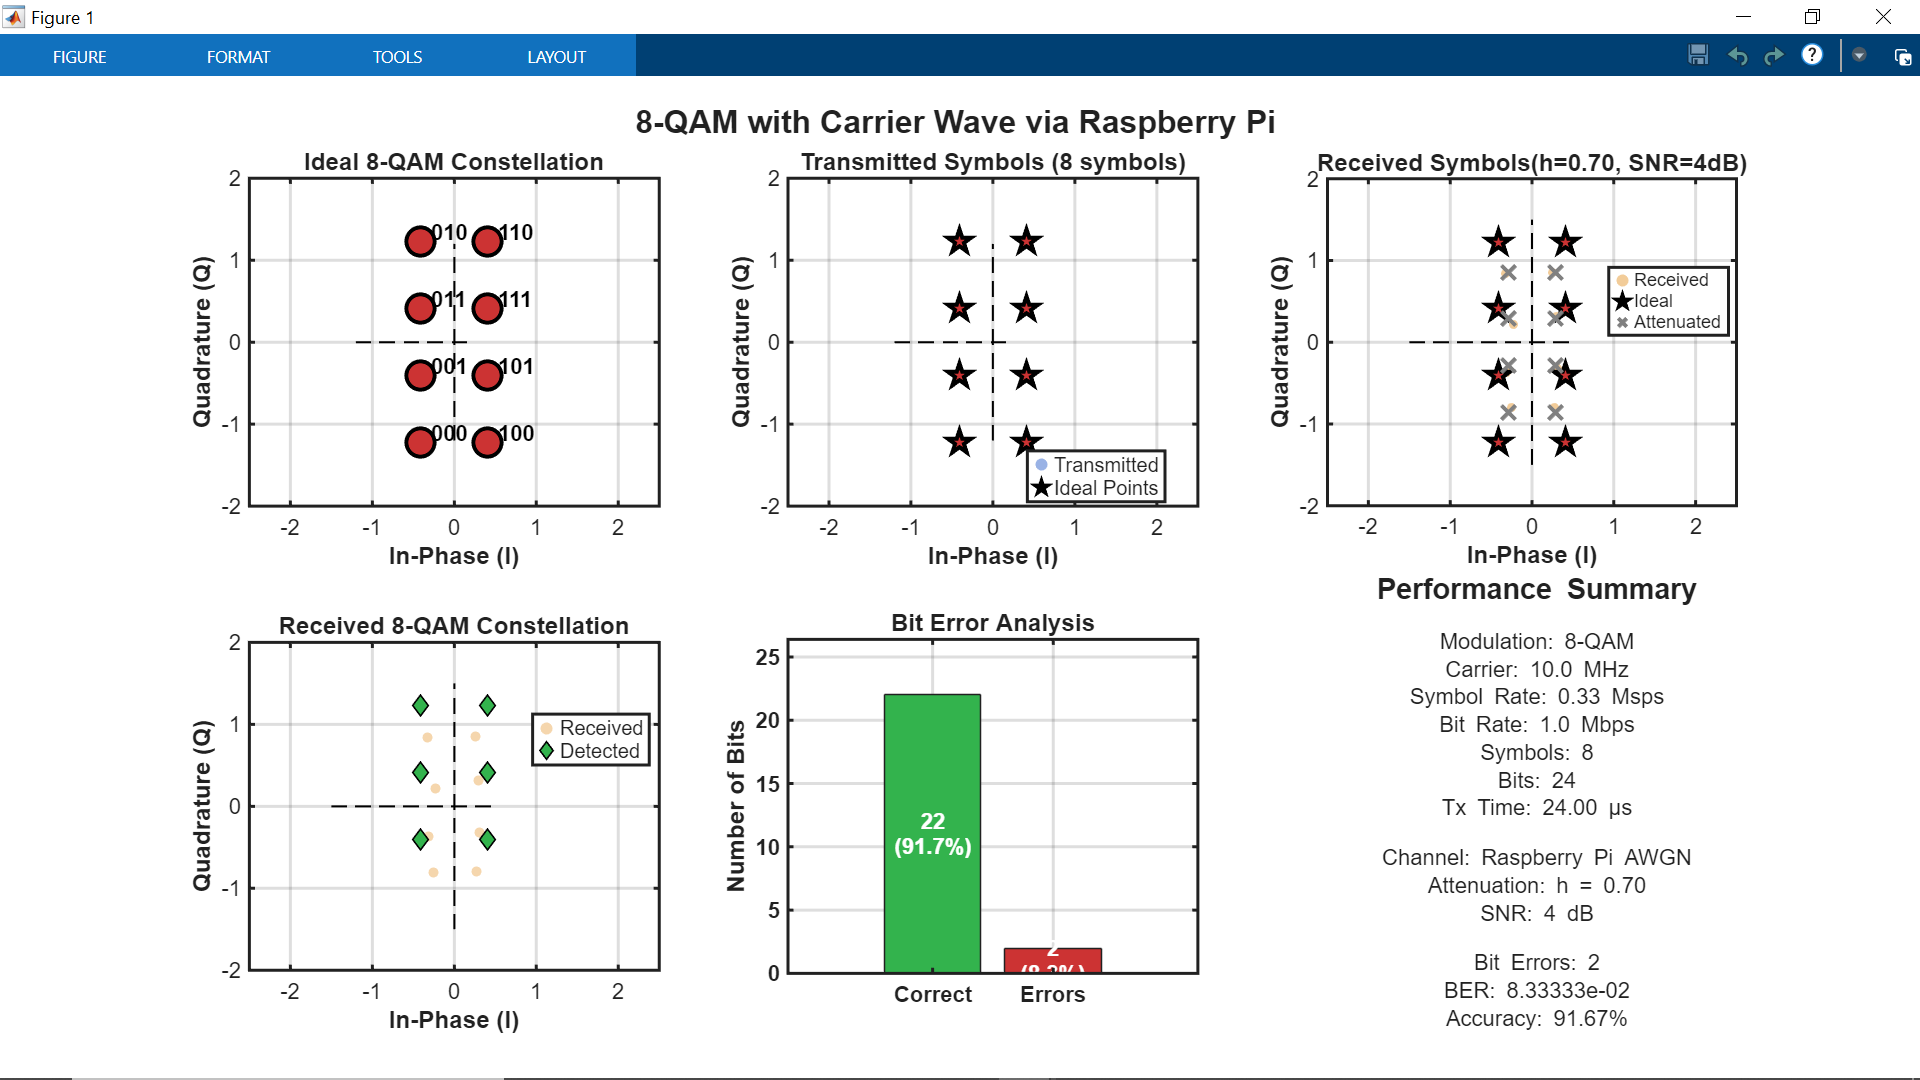 Figure 1
FIGURE FORMAT TOOLS LAYOUT
?
8-QAM with Carrier Wave via Raspberry Pi
Ideal 8-QAM Constellation
2
1
0
-1
-2
-2 -1 0 1 2
Quadrature (Q)
In-Phase (I)
010 110
011 111
001 101
000 100
Transmitted Symbols (8 symbols)
2
1
0
-1
-2
-2 -1 0 1 2
Quadrature (Q)
In-Phase (I)
Transmitted
Ideal Points
Received Symbols(h=0.70, SNR=4dB)
2
1
0
-1
-2
-2 -1 0 1 2
Quadrature (Q)
In-Phase (I)
Received
Ideal
Attenuated
Received 8-QAM Constellation
2
1
0
-1
-2
-2 -1 0 1 2
Quadrature (Q)
In-Phase (I)
Received
Detected
Bit Error Analysis
25
20
15
10
5
0
Number of Bits
22
(91.7%)
2
Correct Errors
Performance Summary
Modulation: 8-QAM
Carrier: 10.0 MHz
Symbol Rate: 0.33 Msps
Bit Rate: 1.0 Mbps
Symbols: 8
Bits: 24
Tx Time: 24.00 μs
Channel: Raspberry Pi AWGN
Attenuation: h = 0.70
SNR: 4 dB
Bit Errors: 2
BER: 8.33333e-02
Accuracy: 91.67%